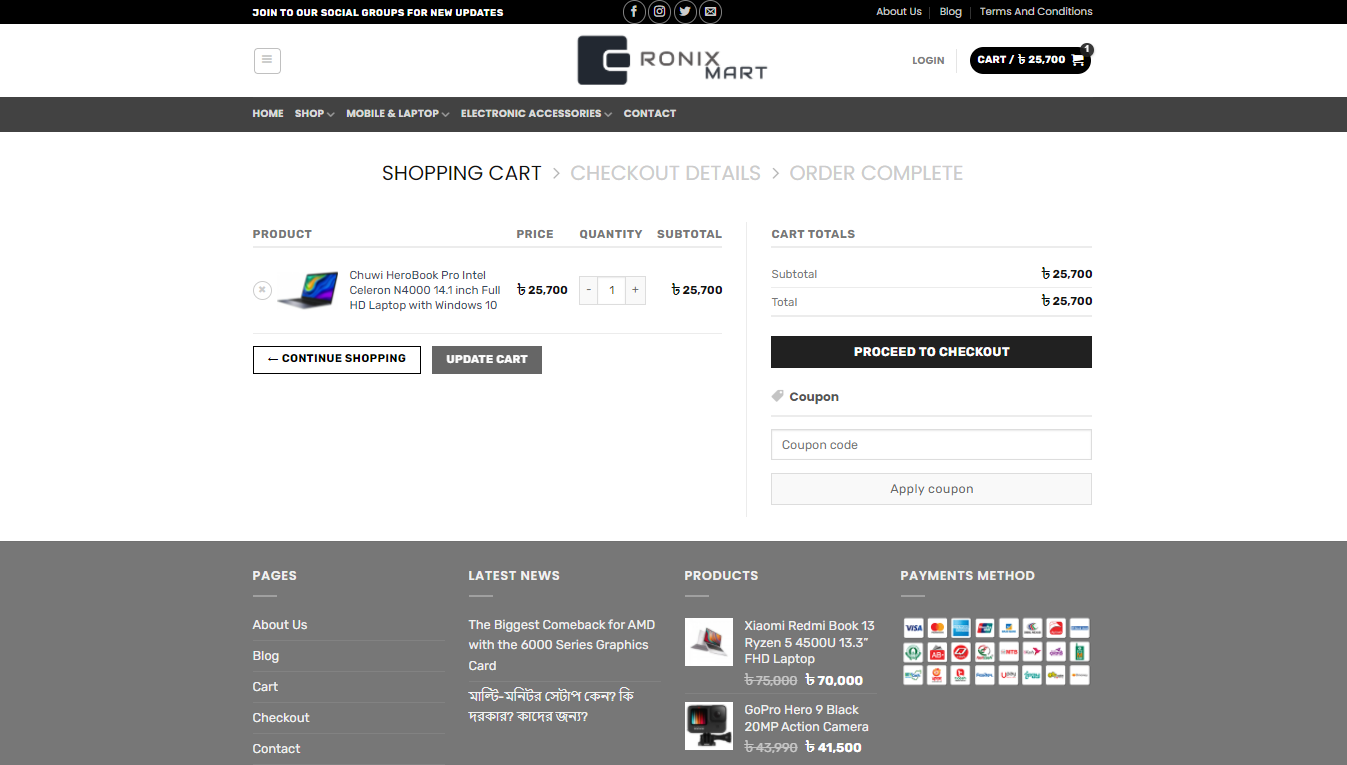 JOIN TO OUR SOCIAL GROUPS FOR NEW UPDATES
About Us
Blog
Terms And Conditions
RONIX
MART
LOGIN
CART / ৳ 25,700
1
HOME
SHOP
MOBILE & LAPTOP
ELECTRONIC ACCESSORIES
CONTACT
SHOPPING CART > CHECKOUT DETAILS > ORDER COMPLETE
PRODUCT PRICE QUANTITY SUBTOTAL
Chuwi HeroBook Pro Intel
Celeron N4000 14.1 inch Full
HD Laptop with Windows 10
৳ 25,700
- 1 +
৳ 25,700
← CONTINUE SHOPPING
UPDATE CART
CART TOTALS
Subtotal ৳ 25,700
Total ৳ 25,700
PROCEED TO CHECKOUT
Coupon
Coupon code
Apply coupon
PAGES
About Us
Blog
Cart
Checkout
Contact
LATEST NEWS
The Biggest Comeback for AMD
with the 6000 Series Graphics
Card
মাল্টি-মনিটর সেটাপ কেন? কি
দরকার? কাদের জন্য?
PRODUCTS
Xiaomi Redmi Book 13
Ryzen 5 4500U 13.3”
FHD Laptop
৳ 75,000 ৳ 70,000
GoPro Hero 9 Black
20MP Action Camera
৳ 43,990 ৳ 41,500
PAYMENTS METHOD
VISA